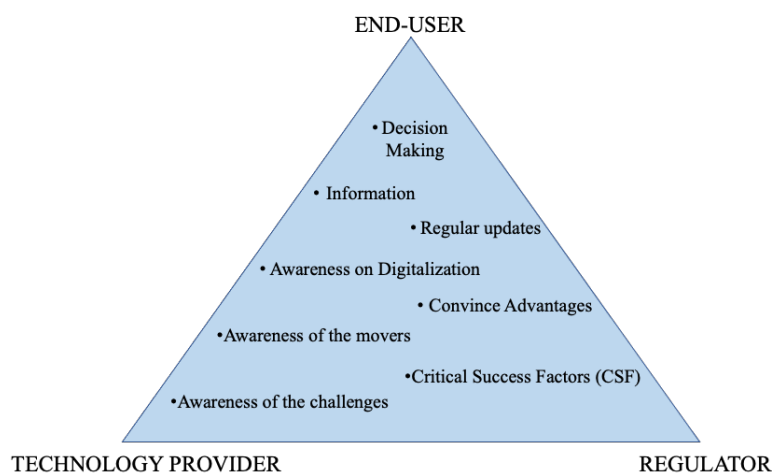 END-USER
• Decision
Making
• Information
• Regular updates
• Awareness on Digitalization
• Convince Advantages
•Awareness of the movers
•Critical Success Factors (CSF)
•Awareness of the challenges
TECHNOLOGY PROVIDER
REGULATOR